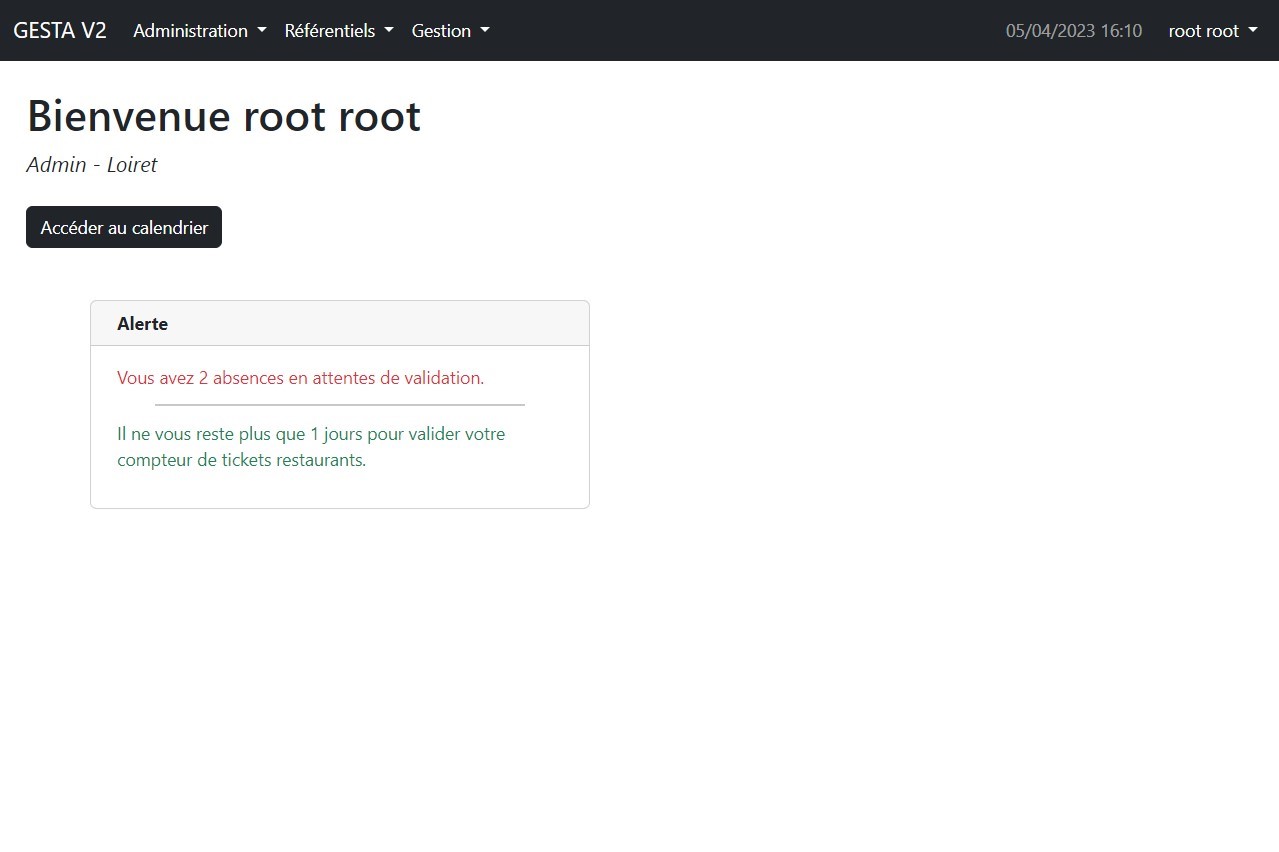 GESTA V2 Administration Référentiels Gestion 05/04/2023 16:10 root root
Bienvenue root root
Admin - Loiret
Accéder au calendrier
Alerte
Vous avez 2 absences en attentes de validation.
Il ne vous reste plus que 1 jours pour valider votre
compteur de tickets restaurants.